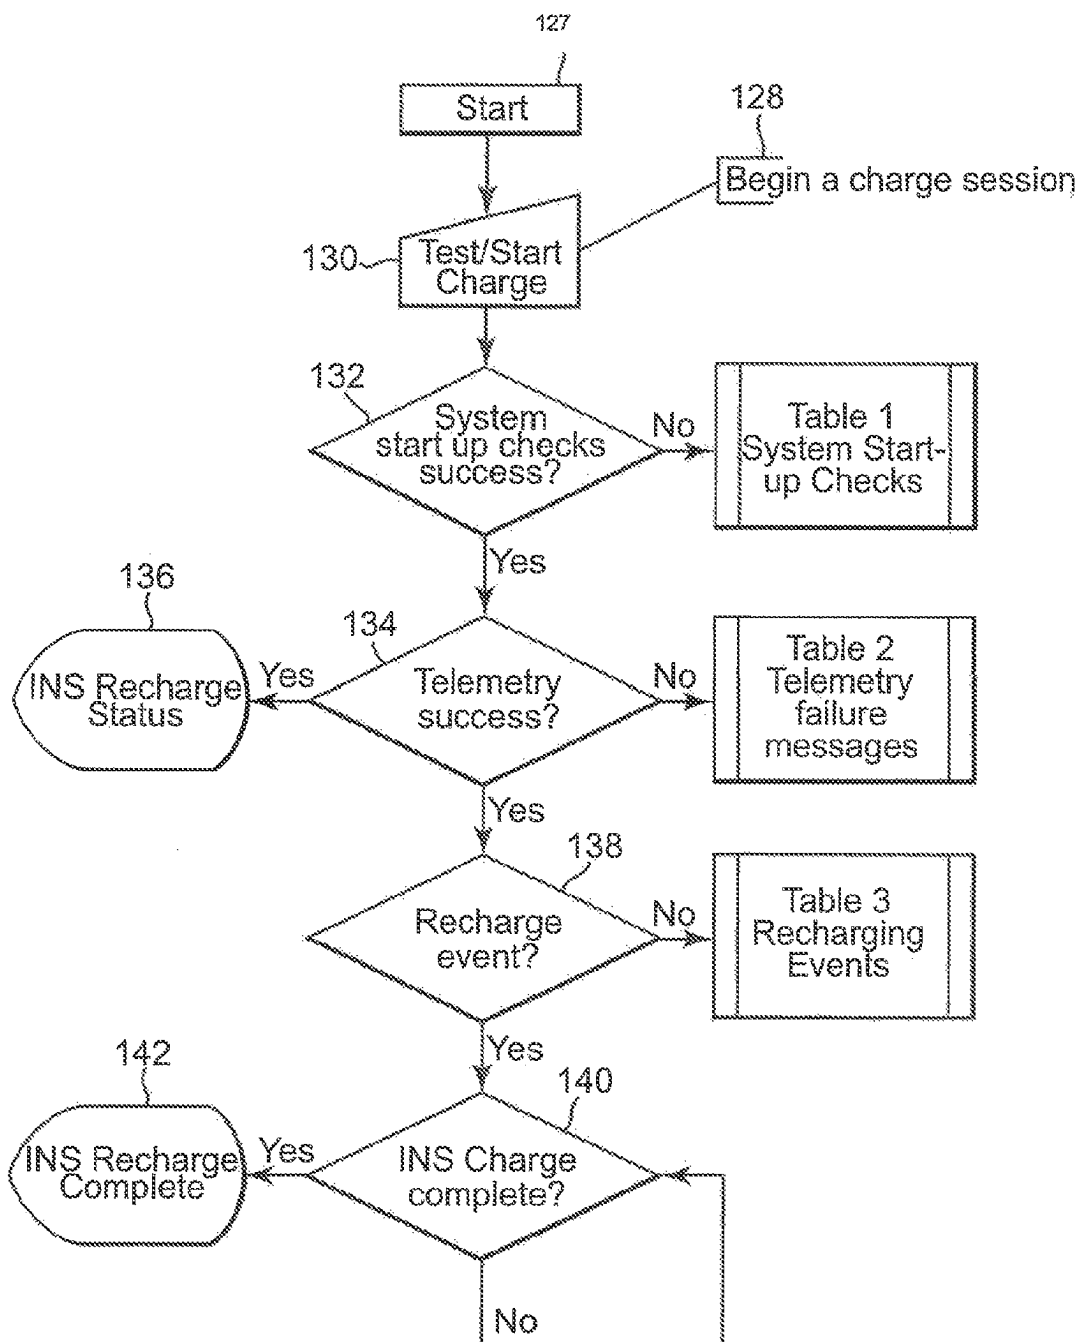 127
Start
128
Begin a charge session
130
Test/Start
Charge
132
System
start up checks
success?
No
Table 1
System Start-
up Checks
Yes
136
134
INS Recharge
Status
Yes
Telemetry
success?
No
Table 2
Telemetry
failure
messages
Yes
138
Recharge
event?
No
Table 3
Recharging
Events
Yes
142
140
INS Recharge
Complete
Yes
INS Charge
complete?
No